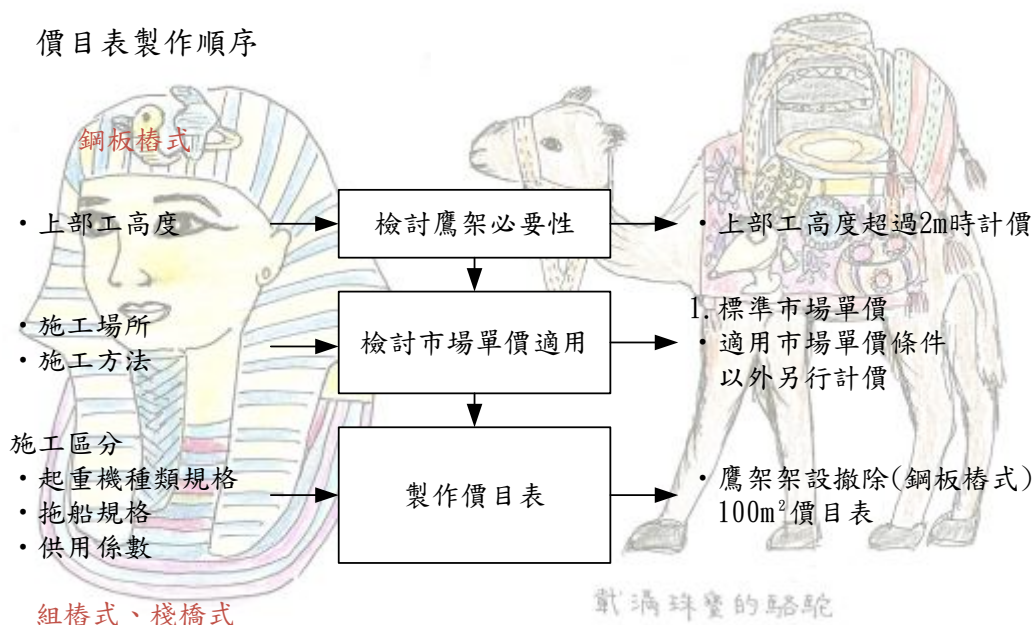 價目表製作順序
鋼板樁式
・上部工高度
檢討鷹架必要性
・上部工高度超過2m時計價
・施工場所
・施工方法
檢討市場單價適用
1. 標準市場單價
・適用市場單價條件
以外另行計價
施工區分
・起重機種類規格
・拖船規格
・供用係數
製作價目表
・鷹架架設撤除(鋼板樁式)
100m²價目表
組樁式、棧橋式
載滿珠寶的駱駝